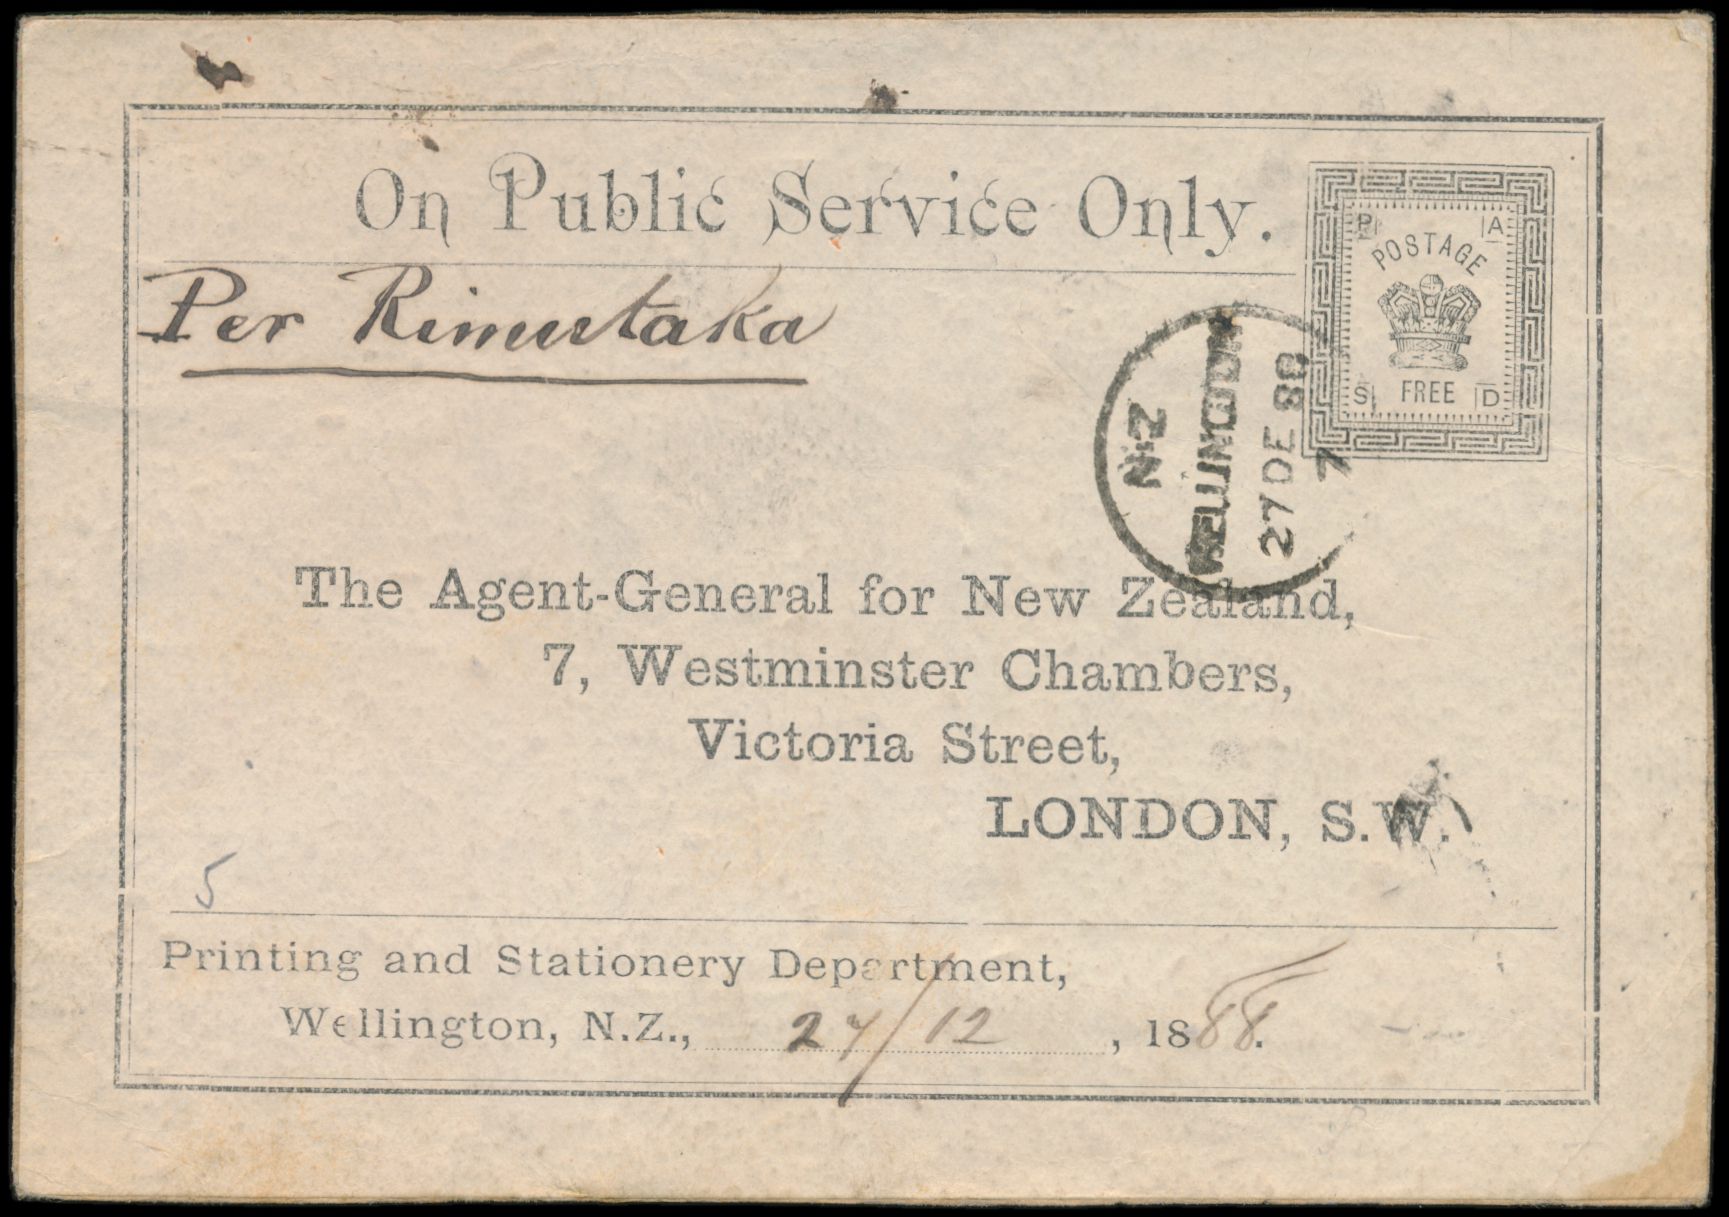 On Public Service Only.
P A
POSTAGE
FREE
S D
Per Rimutaka
N·Z
WELLINGTON
27 DE 88
7
The Agent-General for New Zealand,
7, Westminster Chambers,
Victoria Street,
LONDON, S.W.
5
Printing and Stationery Department,
Wellington, N.Z., 27/12, 1888.